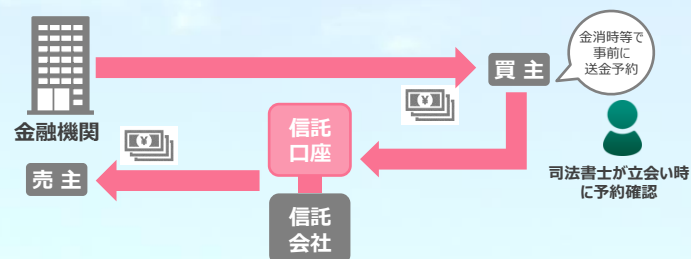 金消時等で
事前に
送金予約
買 主
金融機関
信託
口座
司法書士が立会い時
に予約確認
売 主
信託
会社